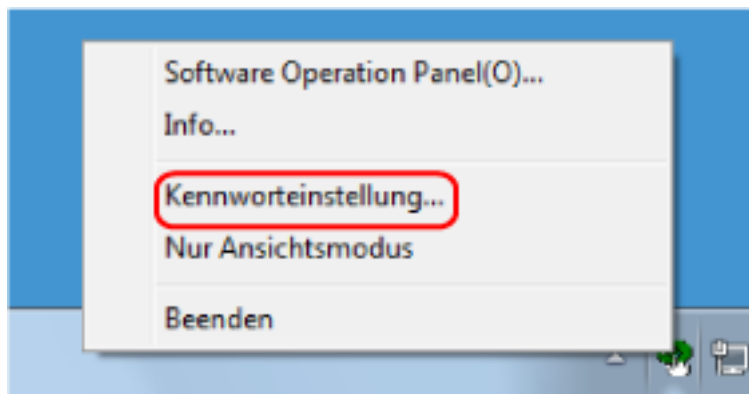 Software Operation Panel(O)...
Info...
Kennworteinstellung...
Nur Ansichtsmodus
Beenden